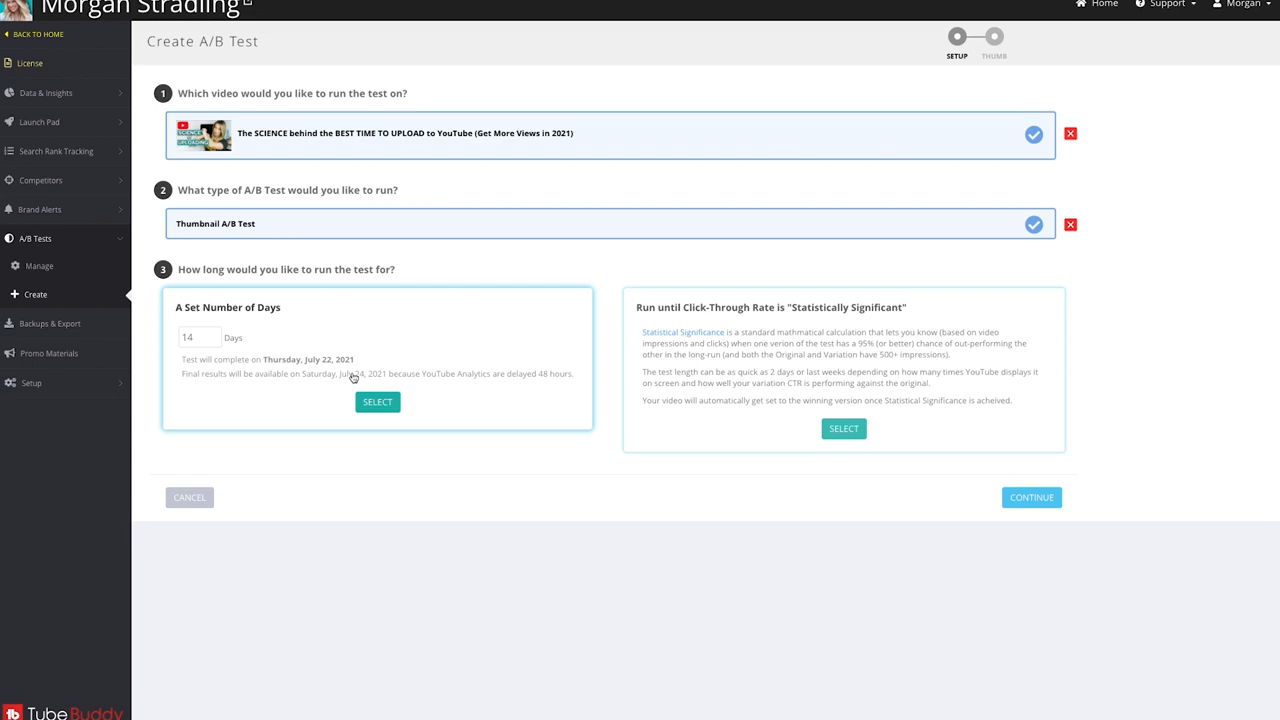 Morgan Stradling
Home
Support
Morgan
BACK TO HOME
License
Data & Insights
Launch Pad
Search Rank Tracking
Competitors
Brand Alerts
A/B Tests
Manage
Create
Backups & Export
Promo Materials
Setup
TubeBuddy
Create A/B Test
SETUP
THUMB
1 Which video would you like to run the test on?
SCIENCE
UPLOADING
The SCIENCE behind the BEST TIME TO UPLOAD to YouTube (Get More Views in 2021)
2 What type of A/B Test would you like to run?
Thumbnail A/B Test
3 How long would you like to run the test for?
A Set Number of Days
14 Days
Test will complete on Thursday, July 22, 2021
Final results will be available on Saturday, July 24, 2021 because YouTube Analytics are delayed 48 hours.
SELECT
Run until Click-Through Rate is "Statistically Significant"
Statistical Significance is a standard mathmatical calculation that lets you know (based on video
impressions and clicks) when one verion of the test has a 95% (or better) chance of out-performing the
other in the long-run (and both the Original and Variation have 500+ impressions).
The test length can be as quick as 2 days or last weeks depending on how many times YouTube displays it
on screen and how well your variation CTR is performing against the original.
Your video will automatically get set to the winning version once Statistical Significance is acheived.
SELECT
CANCEL
CONTINUE